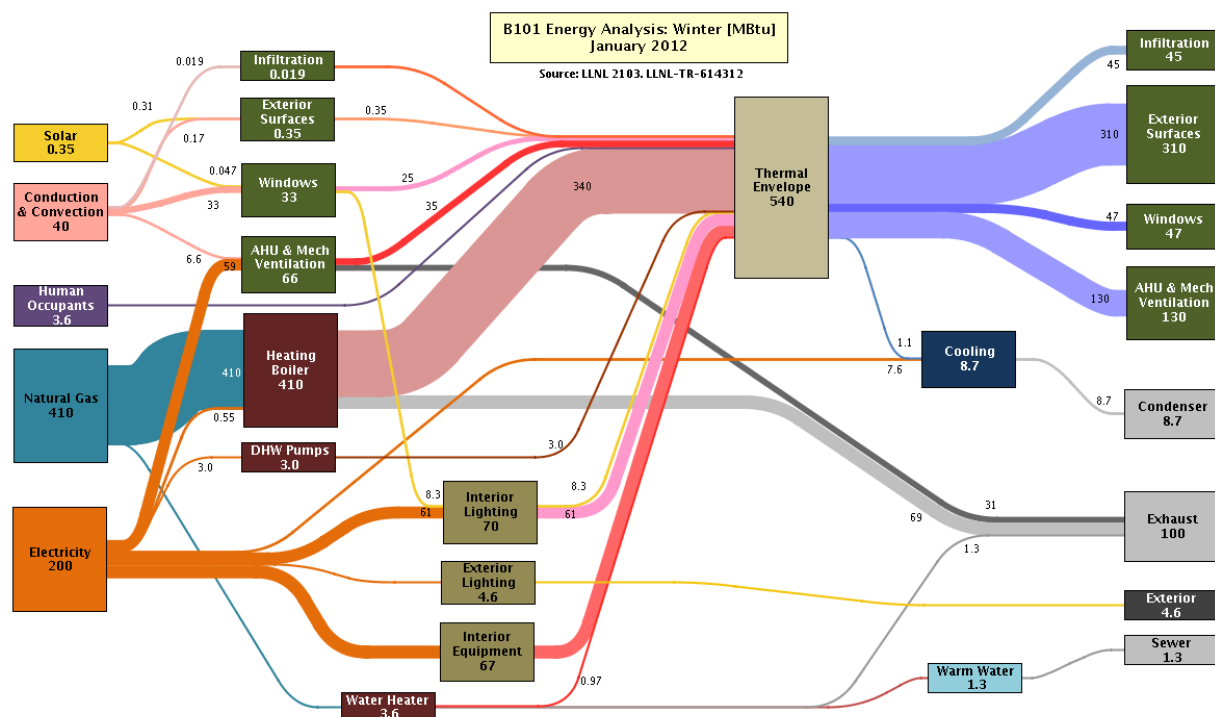 B101 Energy Analysis: Winter [MBtu]
January 2012
Source: LLNL 2103. LLNL-TR-614312
Solar
0.35
Conduction
& Convection
40
Human
Occupants
3.6
Natural Gas
410
Electricity
200
0.019
0.31
0.17
0.047
33
6.6
59
410
0.55
3.0
Infiltration
0.019
Exterior
Surfaces
0.35
Windows
33
AHU & Mech
Ventilation
66
Heating
Boiler
410
DHW Pumps
3.0
Water Heater
3.6
0.35
25
35
340
3.0
8.3
61
Interior
Lighting
70
Exterior
Lighting
4.6
Interior
Equipment
67
8.3
61
0.97
Thermal
Envelope
540
1.1
7.6
Cooling
8.7
31
69
1.3
Warm Water
1.3
45
310
47
130
8.7
Infiltration
45
Exterior
Surfaces
310
Windows
47
AHU & Mech
Ventilation
130
Condenser
8.7
Exhaust
100
Exterior
4.6
Sewer
1.3